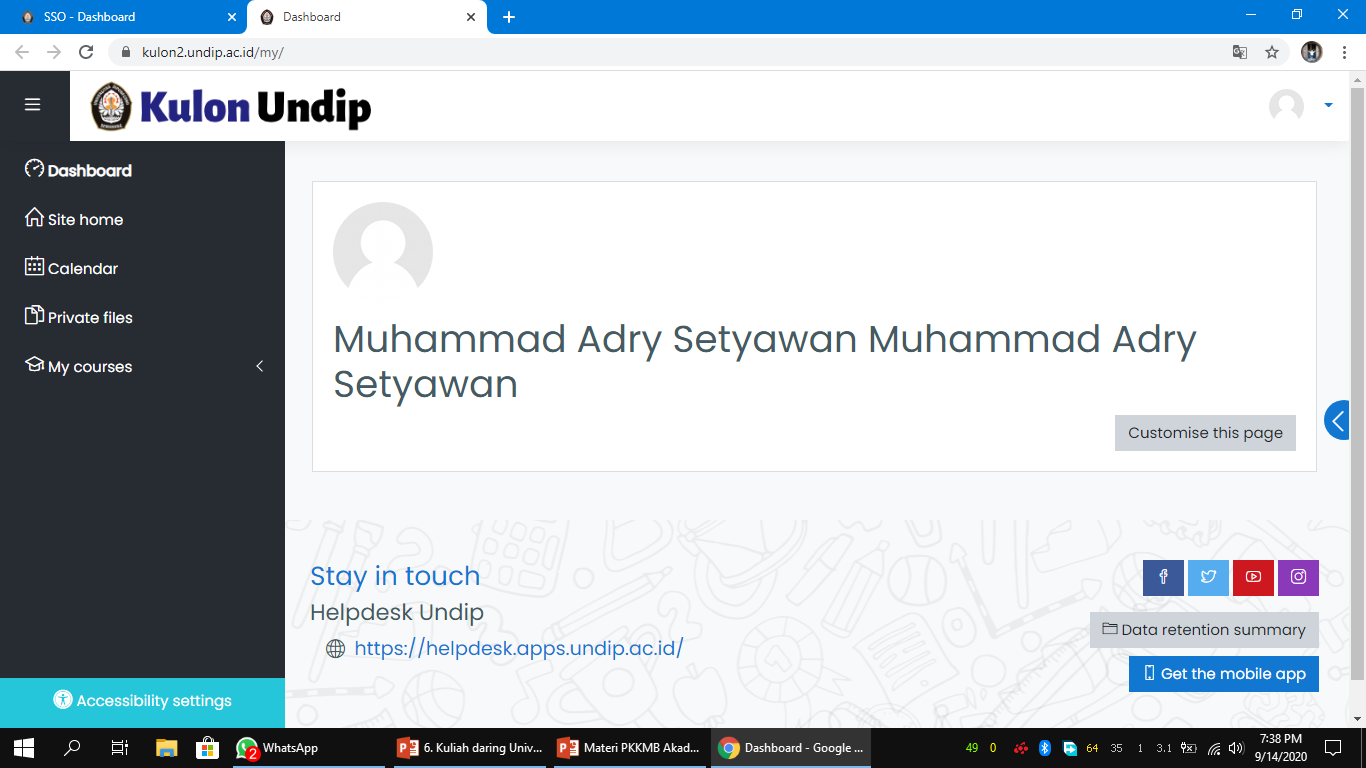 SSO - Dashboard
Dashboard
kulon2.undip.ac.id/my/
Kulon Undip
Dashboard
Site home
Calendar
Private files
My courses
Accessibility settings
Muhammad Adry Setyawan Muhammad Adry
Setyawan
Customise this page
Stay in touch
Helpdesk Undip
https://helpdesk.apps.undip.ac.id/
Data retention summary
Get the mobile app
2
WhatsApp
6. Kuliah daring Univ...
Materi PKKMB Akad...
Dashboard - Google ...
49 0 64 35 1 3.1
7:38 PM
9/14/2020